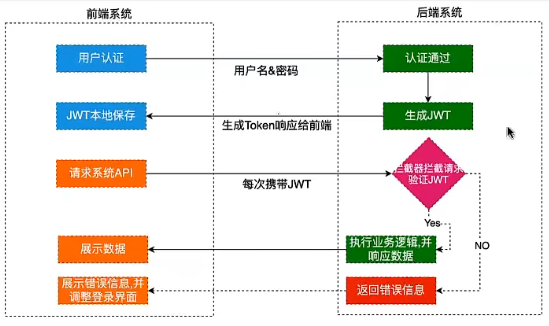 前端系统
后端系统
用户认证
用户名&密码
认证通过
JWT本地保存
生成Token响应给前端
生成JWT
请求系统API
每次携带JWT
拦截器拦截请求
验证JWT
Yes
NO
展示数据
执行业务逻辑,并
响应数据
展示错误信息,并
调整登录界面
返回错误信息